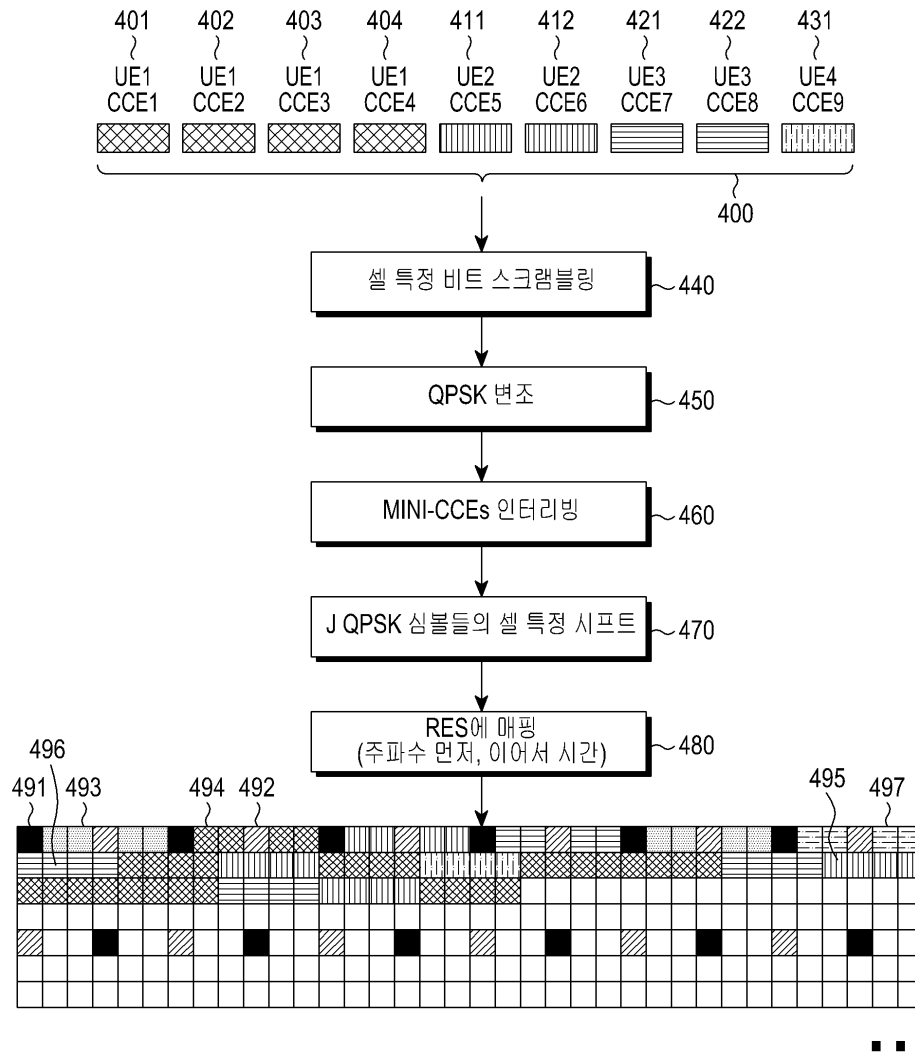 401 402 403 404 411 412 421 422 431
UE1 UE1 UE1 UE1 UE2 UE2 UE3 UE3 UE4
CCE1 CCE2 CCE3 CCE4 CCE5 CCE6 CCE7 CCE8 CCE9
400
셀 특정 비트 스크램블링
440
QPSK 변조
450
MINI-CCEs 인터리빙
460
J QPSK 심볼들의 셀 특정 시프트
470
RES에 매핑
(주파수 먼저, 이어서 시간)
480
496
495
491 493 494 492 497